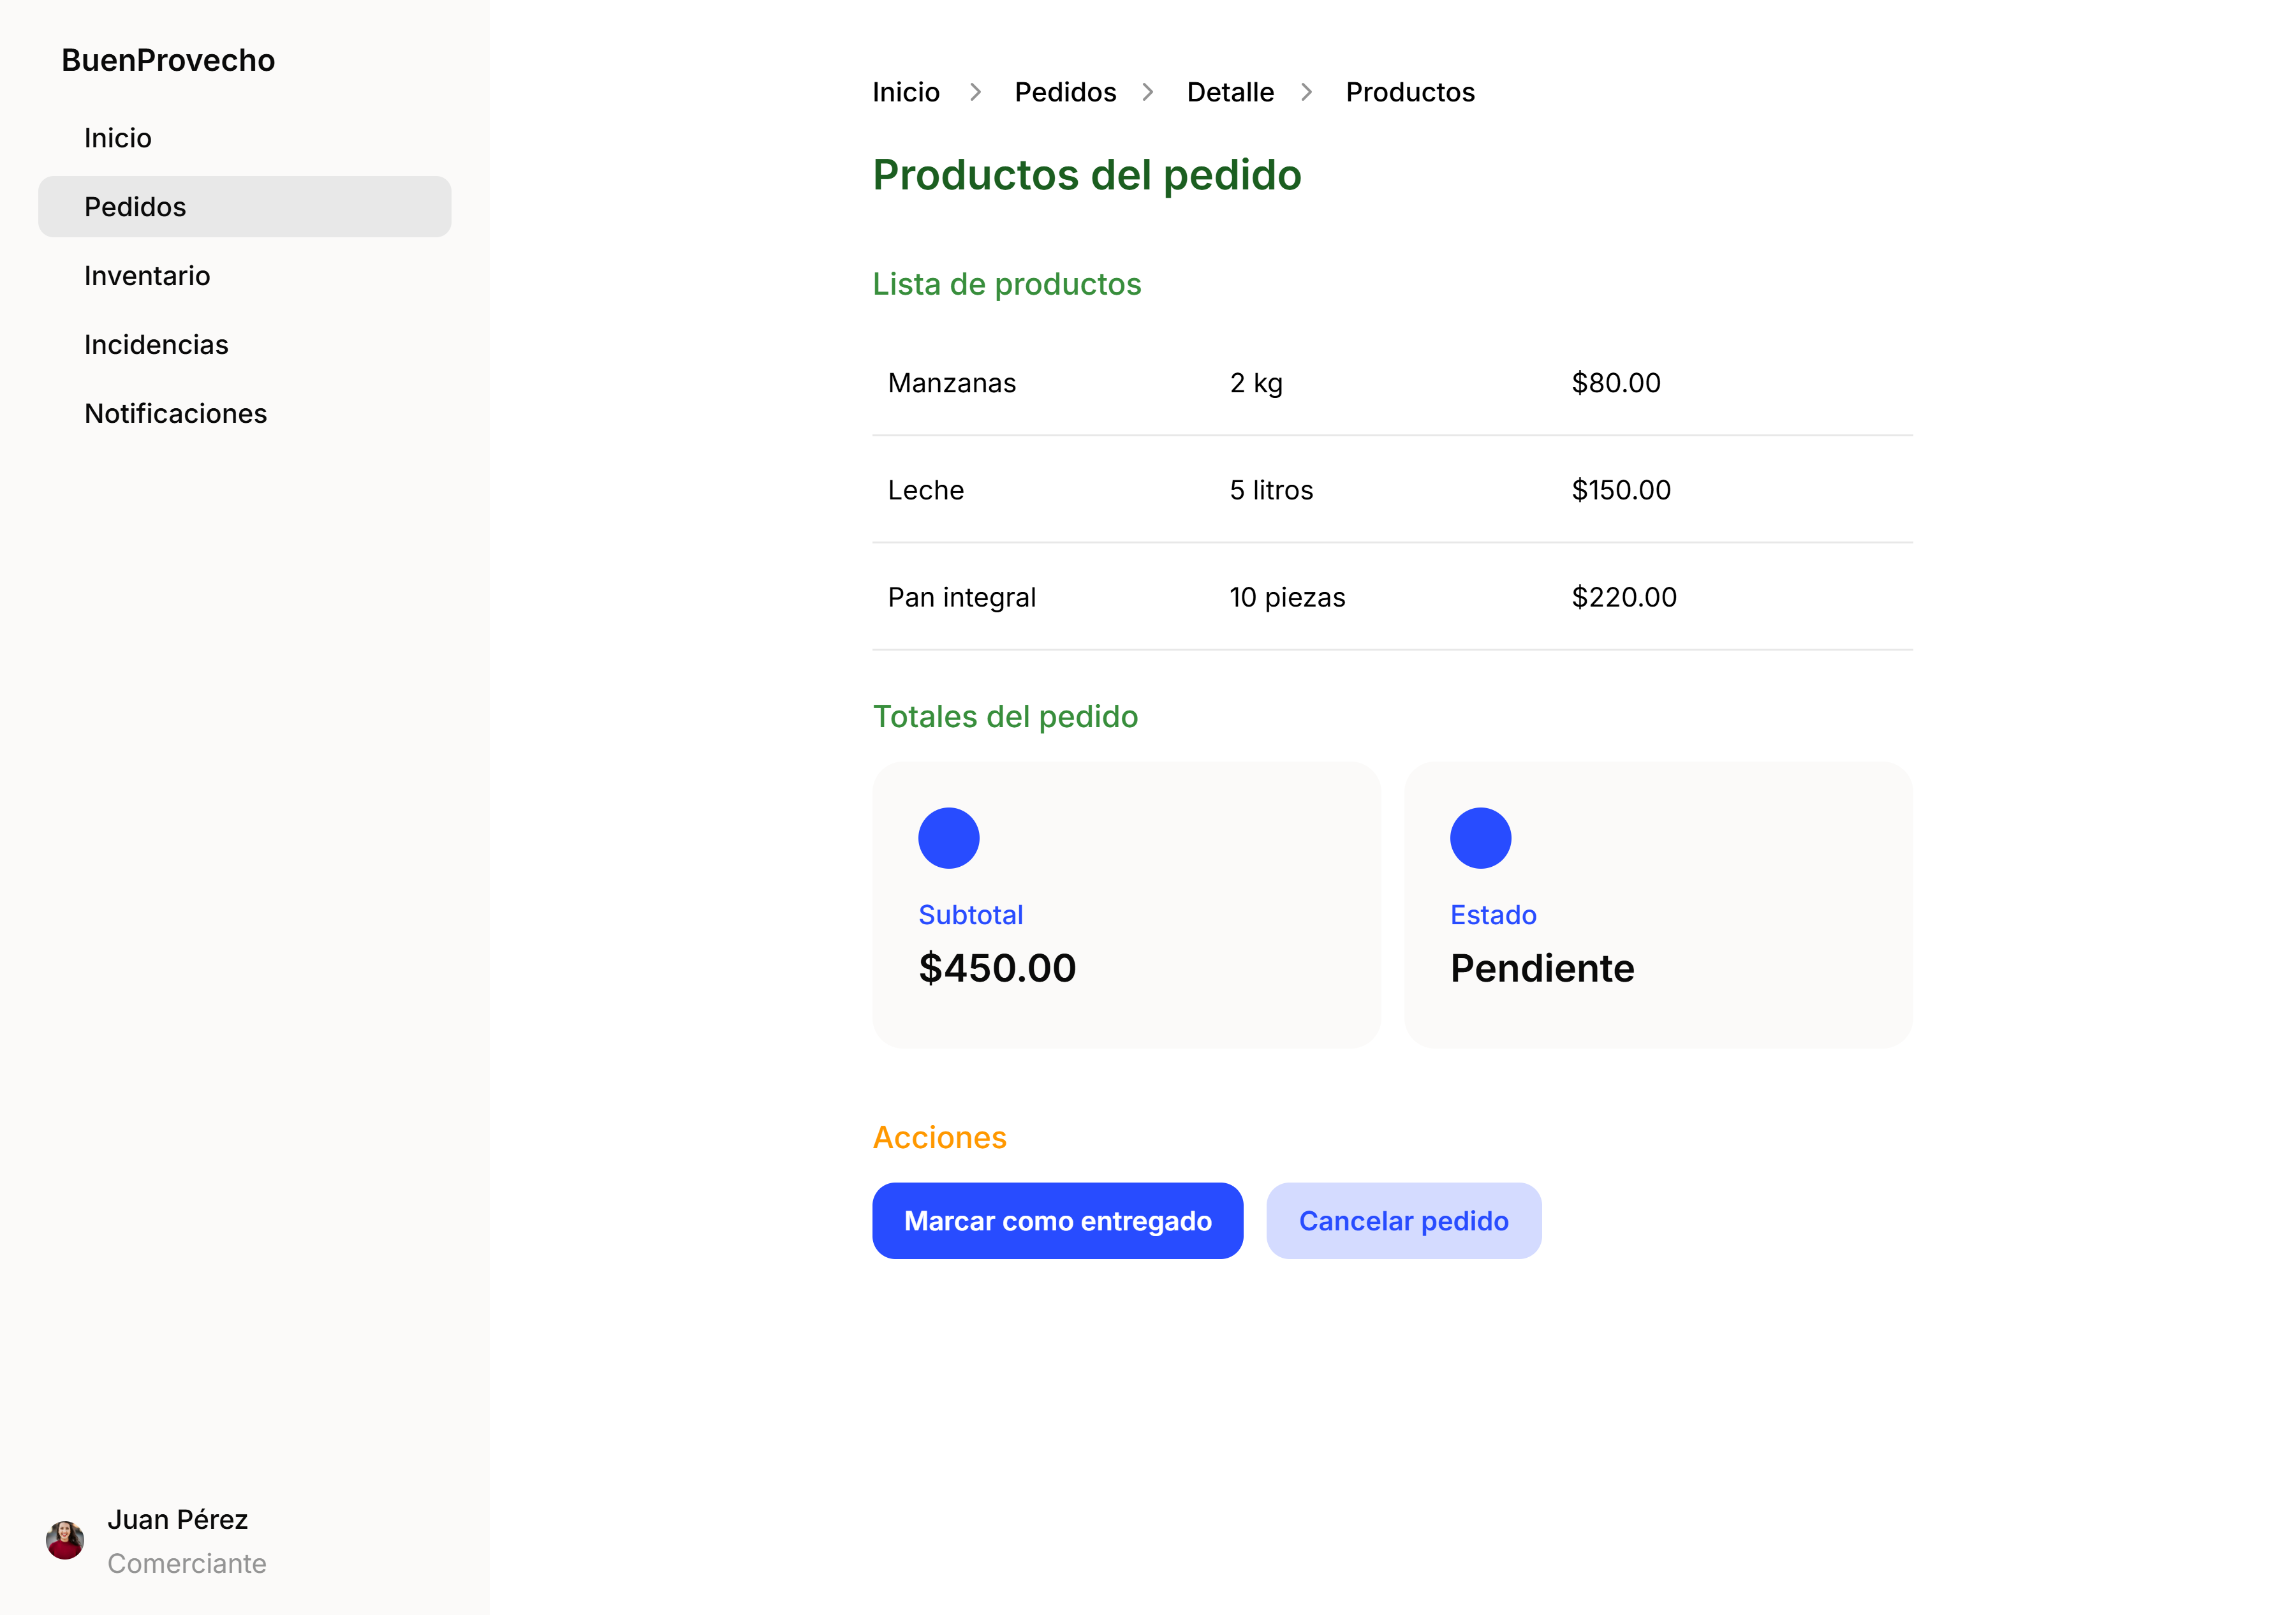 BuenProvecho
Inicio
Pedidos
Inventario
Incidencias
Notificaciones
Juan Pérez
Comerciante
Inicio > Pedidos > Detalle > Productos
Productos del pedido
Lista de productos
Manzanas 2 kg $80.00
Leche 5 litros $150.00
Pan integral 10 piezas $220.00
Totales del pedido
Subtotal
$450.00
Estado
Pendiente
Acciones
Marcar como entregado Cancelar pedido